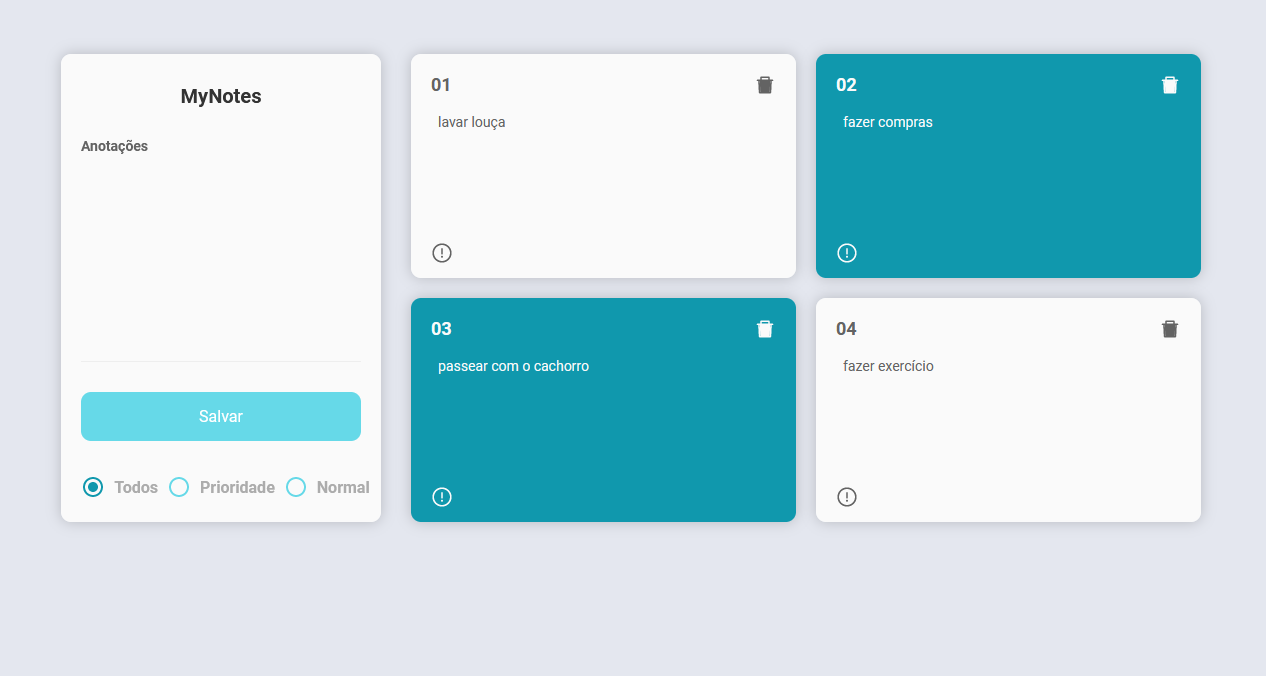 MyNotes
Anotações
Salvar
Todos Prioridade Normal
01
lavar louça
02
fazer compras
03
passear com o cachorro
04
fazer exercício